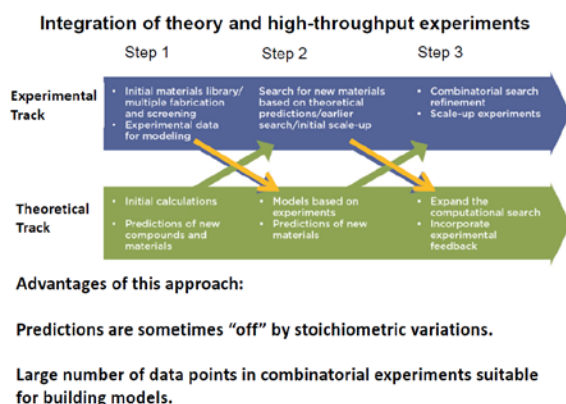 Integration of theory and high-throughput experiments
Step 1
Step 2
Step 3
Experimental
Track
• Initial materials library/
multiple fabrication
and screening
• Experimental data
for modeling
Search for new materials
based on theoretical
predictions/earlier
search/initial scale-up
• Combinatorial search
refinement
• Scale-up experiments
Theoretical
Track
• Initial calculations
• Predictions of new
compounds and
materials
• Models based on
experiments
• Predictions of new
materials
• Expand the
computational search
• Incorporate
experimental
feedback
Advantages of this approach:
Predictions are sometimes “off” by stoichiometric variations.
Large number of data points in combinatorial experiments suitable
for building models.